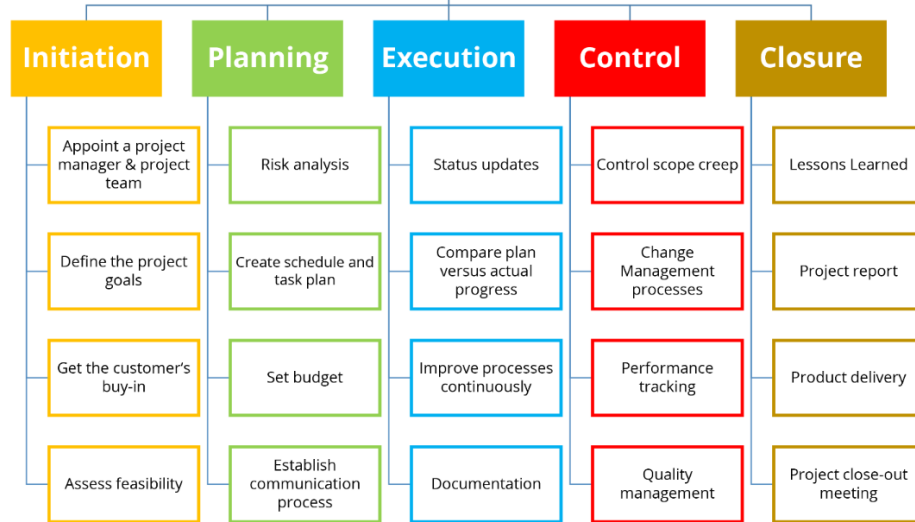 Initiation
Planning
Execution
Control
Closure
Appoint a project
manager & project
team
Risk analysis
Status updates
Control scope creep
Lessons Learned
Define the project
goals
Create schedule and
task plan
Compare plan
versus actual
progress
Change
Management
processes
Project report
Get the customer’s
buy-in
Set budget
Improve processes
continuously
Performance
tracking
Product delivery
Assess feasibility
Establish
communication
process
Documentation
Quality
management
Project close-out
meeting